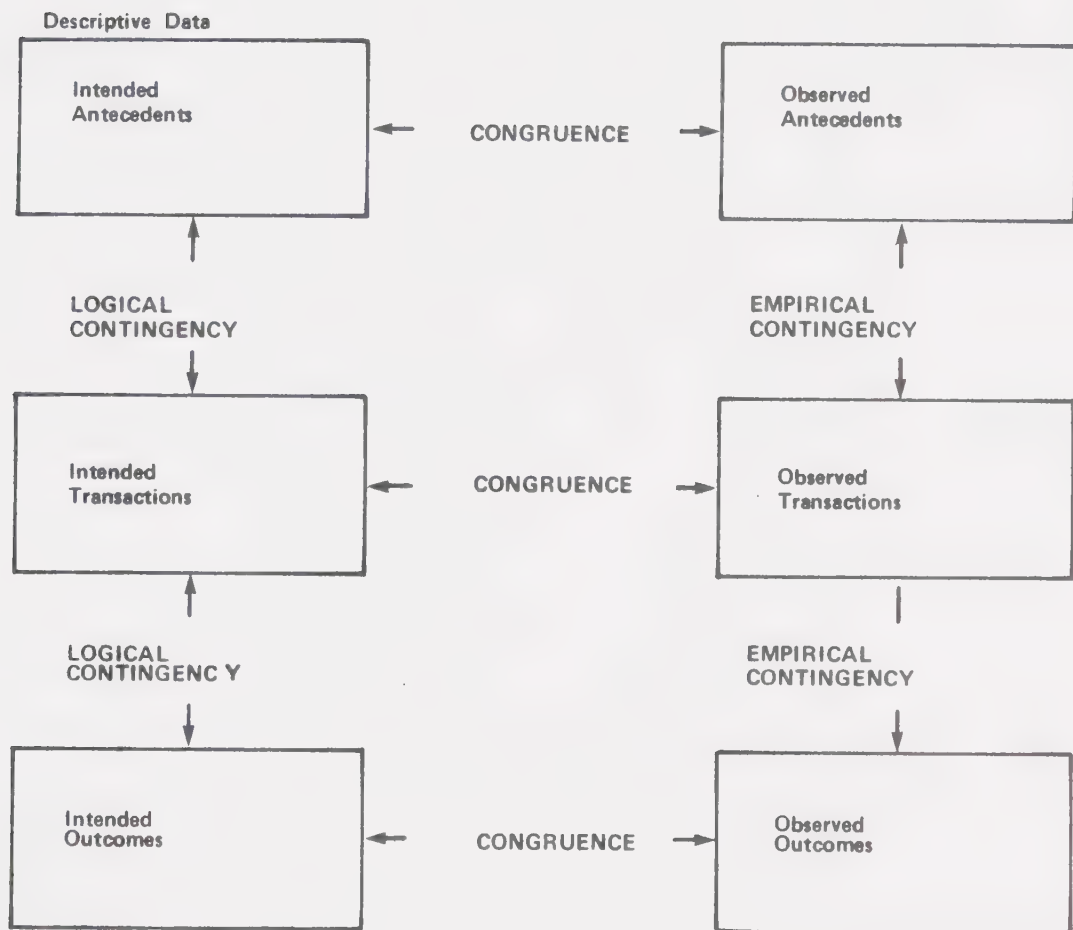 Descriptive Data
Intended
Antecedents
CONGRUENCE
Observed
Antecedents
LOGICAL
CONTINGENCY
EMPIRICAL
CONTINGENCY
Intended
Transactions
CONGRUENCE
Observed
Transactions
LOGICAL
CONTINGENCY
EMPIRICAL
CONTINGENCY
Intended
Outcomes
CONGRUENCE
Observed
Outcomes